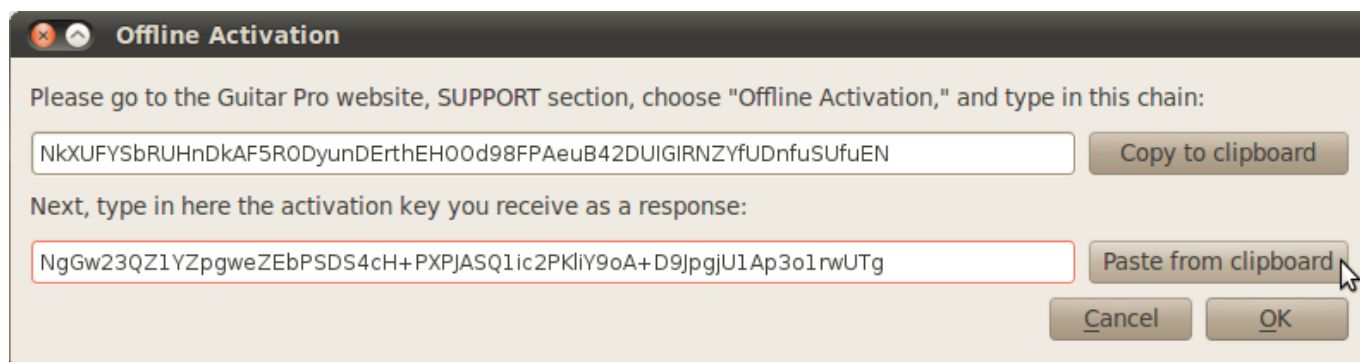 Offline Activation
Please go to the Guitar Pro website, SUPPORT section, choose "Offline Activation," and type in this chain:
NkXUFYSbRUHnDkAF5RODyunDErthEHOOd98FPAeuB42DUIGIRNZYfUDnfuSUfuEN Copy to clipboard
Next, type in here the activation key you receive as a response:
NgGw23QZ1YZpgweZEbPSDS4cH+PXPJASQ1ic2PKliY9oA+D9JpgjU1Ap3o1rwUTg Paste from clipboard
Cancel OK